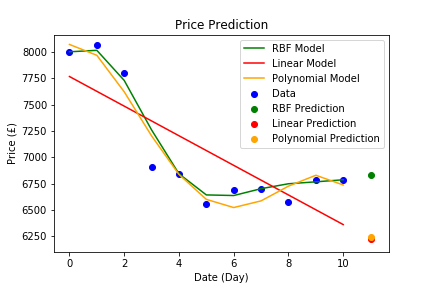 Price Prediction
8000
7750
7500
7250
7000
6750
6500
6250
Price (£)
0
2
4
6
8
10
Date (Day)
RBF Model
Linear Model
Polynomial Model
Data
RBF Prediction
Linear Prediction
Polynomial Prediction